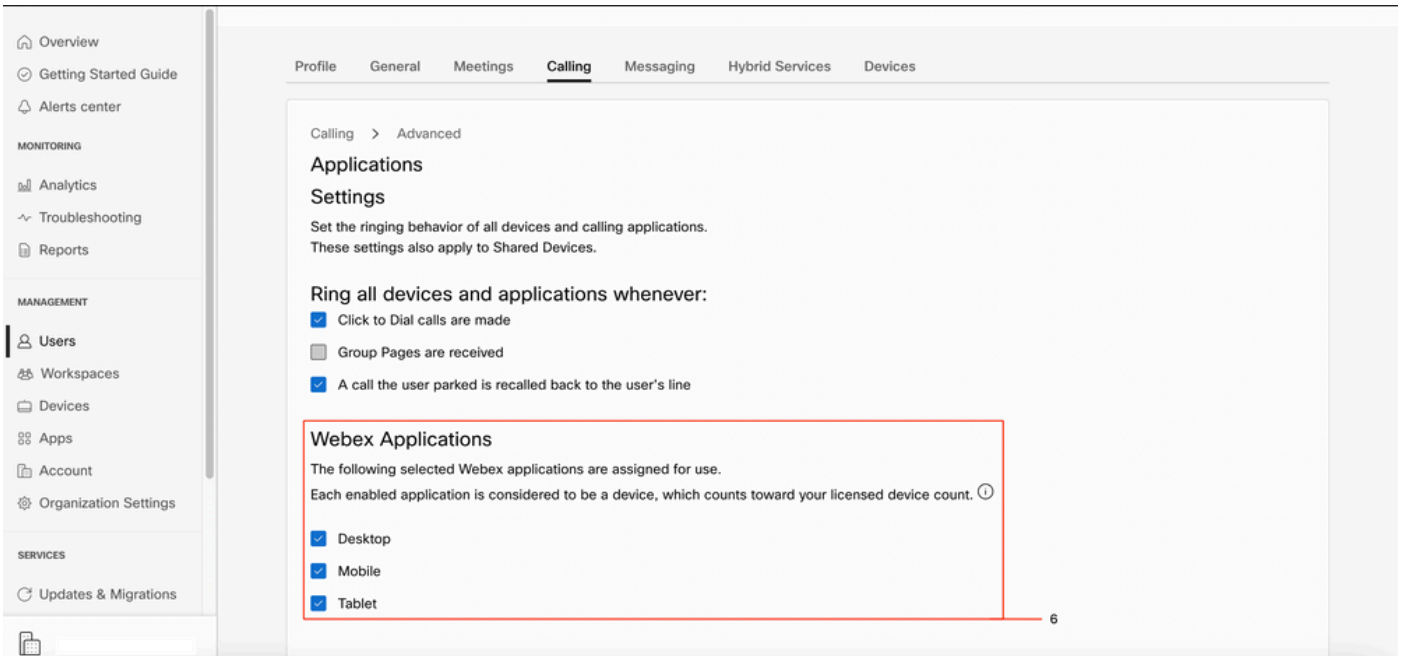 Overview
Getting Started Guide
Alerts center
MONITORING
Analytics
Troubleshooting
Reports
MANAGEMENT
Users
Workspaces
Devices
Apps
Account
Organization Settings
SERVICES
Updates & Migrations
Profile General Meetings Calling Messaging Hybrid Services Devices
Calling > Advanced
Applications
Settings
Set the ringing behavior of all devices and calling applications.
These settings also apply to Shared Devices.
Ring all devices and applications whenever:
Click to Dial calls are made
Group Pages are received
A call the user parked is recalled back to the user's line
Webex Applications
The following selected Webex applications are assigned for use.
Each enabled application is considered to be a device, which counts toward your licensed device count.
Desktop
Mobile
Tablet
6